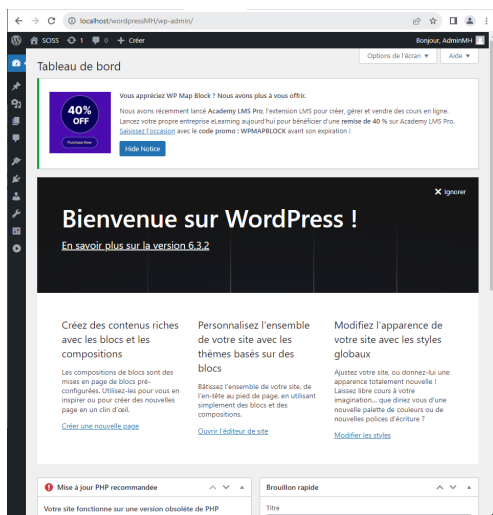 localhost/wordpressMH/wp-admin/
SCISS 1 0 + Créer Bonjour, AdminMH
Options de l'écran ▼ Aide ▼
Tableau de bord
40%
OFF
Purchase Now
Vous appréciez WP Map Block ? Nous avons plus à vous offrir.
Nous avons récemment lancé Academy LMS Pro, l'extension LMS pour créer, gérer et vendre des cours en ligne.
Lancez votre propre entreprise eLearning aujourd'hui pour bénéficier d'une remise de 40 % sur Academy LMS Pro.
Saisissez l'occasion avec le code promo : WPMAPBLOCK avant son expiration !
Hide Notice
Ignorer
Bienvenue sur WordPress !
En savoir plus sur la version 6.3.2
Créez des contenus riches
avec les blocs et les
compositions
Les compositions de blocs sont des
mises en page de blocs pré-
configurées. Utilisez-les pour vous en
inspirer ou pour créer des nouvelles
page en un clin d'œil.
Créer une nouvelle page
Personnalisez l'ensemble
de votre site avec les
thèmes basés sur des
blocs
Bâtissez l'ensemble de votre site, de
l'en-tête au pied de page, en utilisant
simplement des blocs et des
compositions.
Ouvrir l'éditeur de site
Modifiez l'apparence de
votre site avec les styles
globaux
Ajustez votre site, ou donnez-lui une
apparence totalement nouvelle !
Laissez libre cours à votre
imagination... que diriez vous d'une
nouvelle palette de couleurs ou de
nouvelles polices d'écriture ?
Modifier les styles
Mise à jour PHP recommandée
Votre site fonctionne sur une version obsolète de PHP
Brouillon rapide
Titre